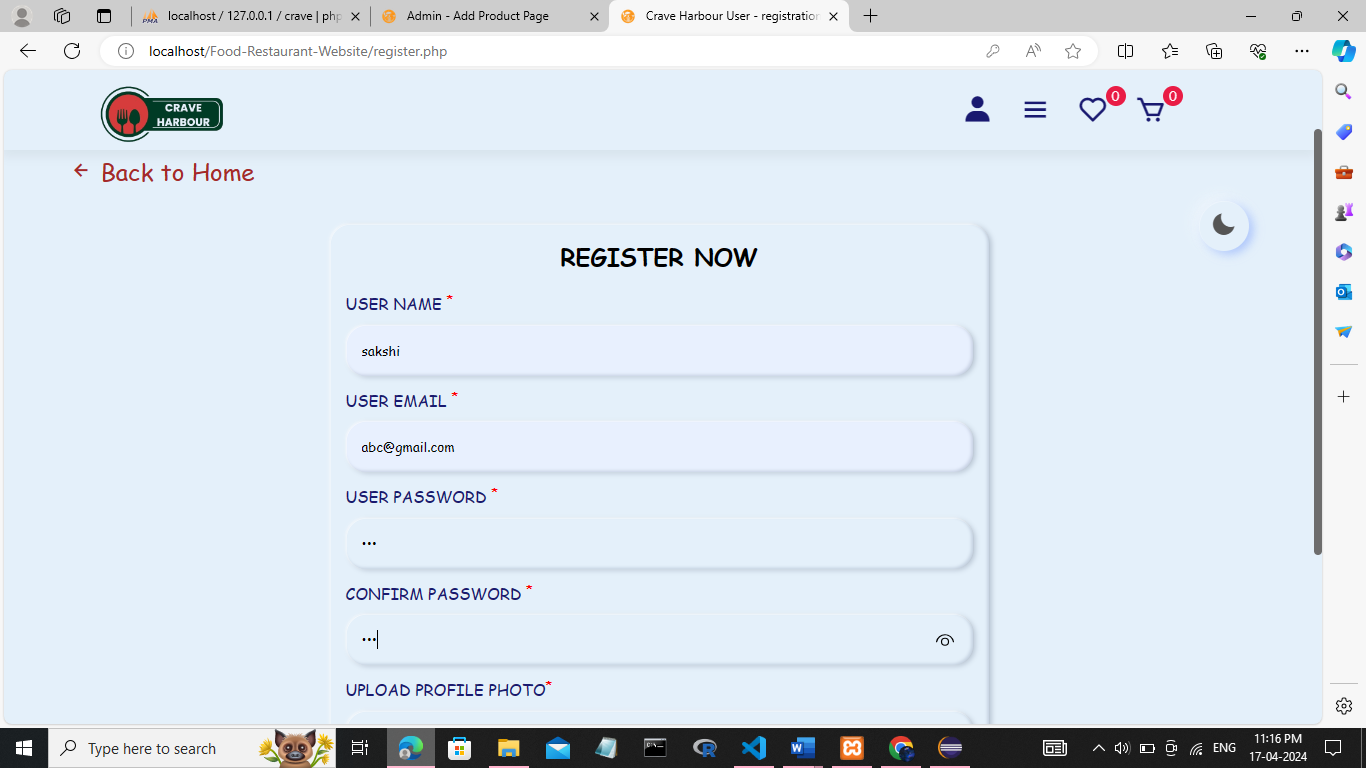 localhost / 127.0.0.1 / crave | php
Admin - Add Product Page
Crave Harbour User - registration
localhost/Food-Restaurant-Website/register.php
CRAVE
HARBOUR
0
0
Back to Home
REGISTER NOW
USER NAME *
sakshi
USER EMAIL *
abc@gmail.com
USER PASSWORD *
•••
CONFIRM PASSWORD *
•••
UPLOAD PROFILE PHOTO*
Type here to search
ENG
11:16 PM
17-04-2024